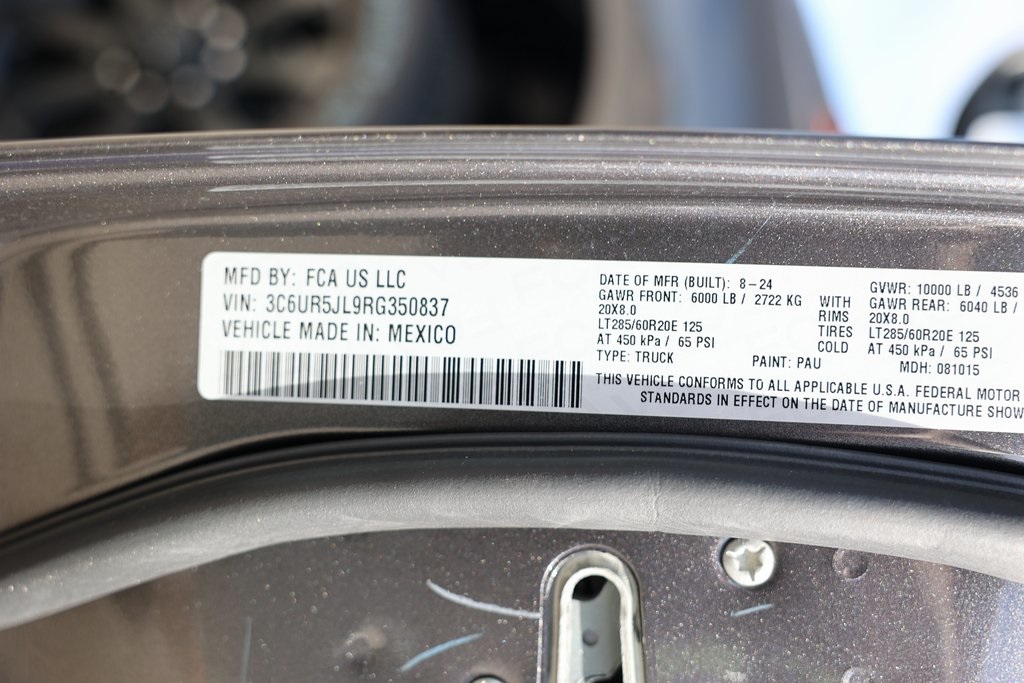 MFD BY: FCA US LLC
VIN: 3C6UR5JL9RG350837
VEHICLE MADE IN: MEXICO
DATE OF MFR (BUILT): 8-24
GAWR FRONT: 6000 LB / 2722 KG
20X8.0
LT285/60R20E 125
AT 450 kPa / 65 PSI
TYPE: TRUCK
WITH
RIMS
TIRES
COLD
PAINT: PAU
GVWR: 10000 LB / 4536
GAWR REAR: 6040 LB /
20X8.0
LT285/60R20E 125
AT 450 kPa / 65 PSI
MDH: 081015
THIS VEHICLE CONFORMS TO ALL APPLICABLE U.S.A. FEDERAL MOTOR
STANDARDS IN EFFECT ON THE DATE OF MANUFACTURE SHOW